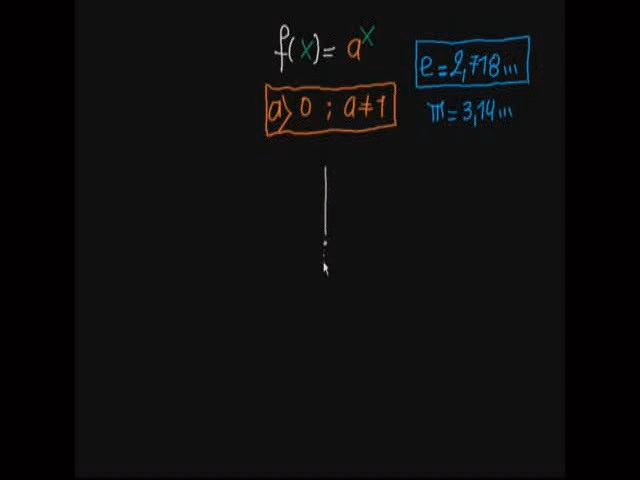 f(x) = a^x
e = 2,718...
a > 0 ; a ≠ 1
π = 3,14...